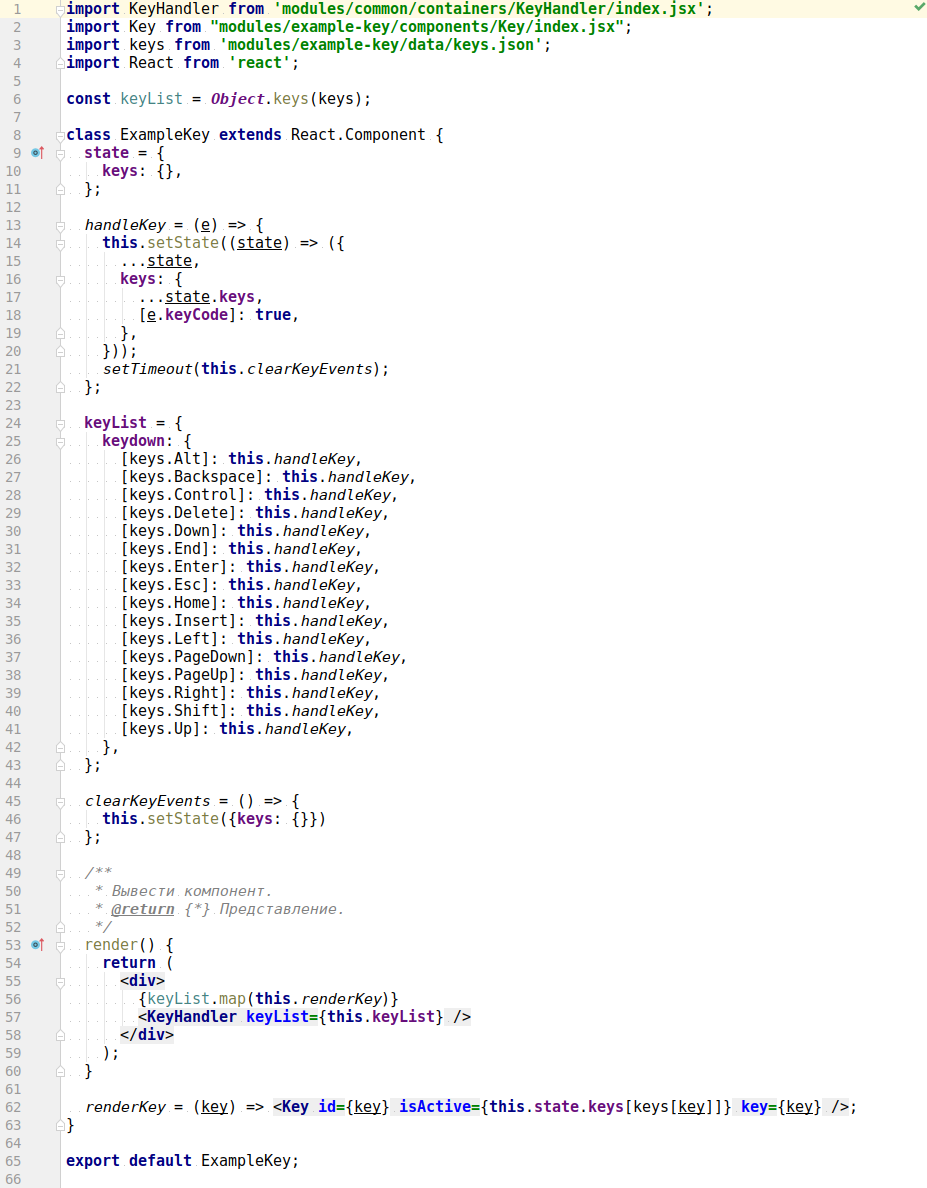 1 import KeyHandler from 'modules/common/containers/KeyHandler/index.jsx';
2 import Key from "modules/example-key/components/Key/index.jsx";
3 import keys from 'modules/example-key/data/keys.json';
4 import React from 'react';
5
6 const keyList = Object.keys(keys);
7
8 class ExampleKey extends React.Component {
9   state = {
10     keys: {},
11   };
12
13   handleKey = (e) => {
14     this.setState((state) => ({
15       ...state,
16       keys: {
17         ...state.keys,
18         [e.keyCode]: true,
19       },
20     }));
21     setTimeout(this.clearKeyEvents);
22   };
23
24   keyList = {
25     keydown: {
26       [keys.Alt]: this.handleKey,
27       [keys.Backspace]: this.handleKey,
28       [keys.Control]: this.handleKey,
29       [keys.Delete]: this.handleKey,
30       [keys.Down]: this.handleKey,
31       [keys.End]: this.handleKey,
32       [keys.Enter]: this.handleKey,
33       [keys.Esc]: this.handleKey,
34       [keys.Home]: this.handleKey,
35       [keys.Insert]: this.handleKey,
36       [keys.Left]: this.handleKey,
37       [keys.PageDown]: this.handleKey,
38       [keys.PageUp]: this.handleKey,
39       [keys.Right]: this.handleKey,
40       [keys.Shift]: this.handleKey,
41       [keys.Up]: this.handleKey,
42     },
43   };
44
45   clearKeyEvents = () => {
46     this.setState({keys: {}})
47   };
48
49   /**
50    * Вывести компонент.
51    * @return {*} Представление.
52    */
53   render() {
54     return (
55       <div>
56         {keyList.map(this.renderKey)}
57         <KeyHandler keyList={this.keyList} />
58       </div>
59     );
60   }
61
62   renderKey = (key) => <Key id={key} isActive={this.state.keys[keys[key]]} key={key} />;
63 }
64
65 export default ExampleKey;
66